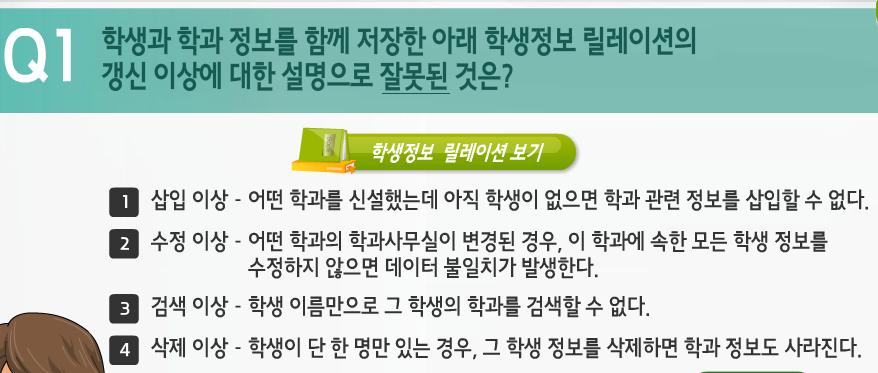 Q1
학생과 학과 정보를 함께 저장한 아래 학생정보 릴레이션의
갱신 이상에 대한 설명으로 잘못된 것은?
학생정보 릴레이션 보기
1 삽입 이상 - 어떤 학과를 신설했는데 아직 학생이 없으면 학과 관련 정보를 삽입할 수 없다.
2 수정 이상 - 어떤 학과의 학과사무실이 변경된 경우, 이 학과에 속한 모든 학생 정보를
수정하지 않으면 데이터 불일치가 발생한다.
3 검색 이상 - 학생 이름만으로 그 학생의 학과를 검색할 수 없다.
4 삭제 이상 - 학생이 단 한 명만 있는 경우, 그 학생 정보를 삭제하면 학과 정보도 사라진다.